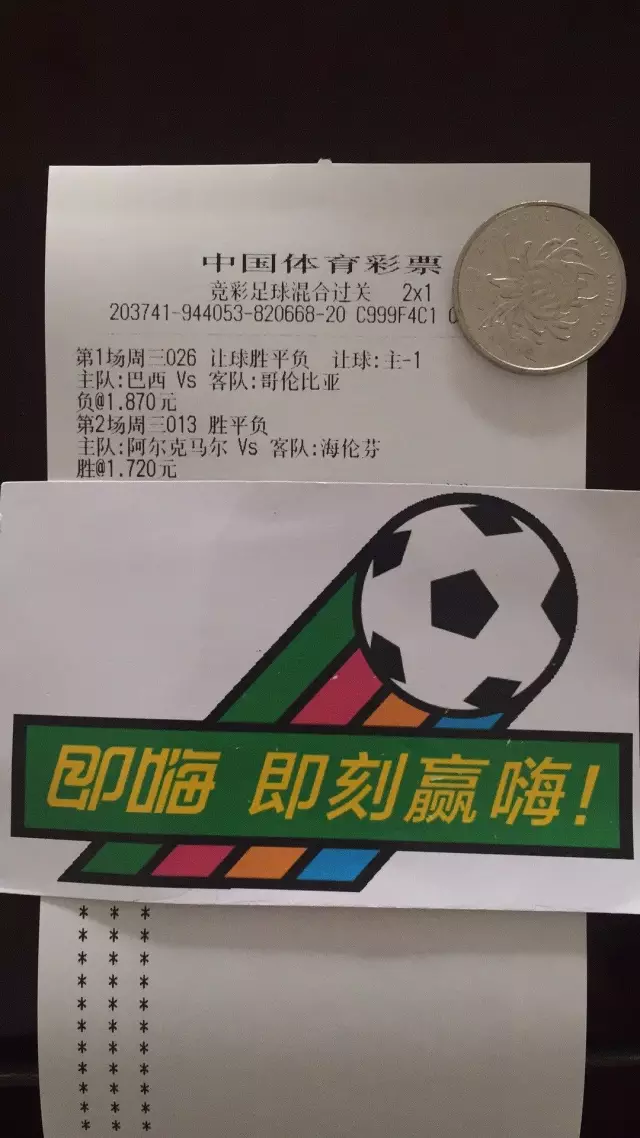 中国体育彩票
竞彩足球混合过关 2x1
203741-944053-820668-20 C999F4C1
第1场周三026 让球胜平负 让球:主-1
主队:巴西 Vs 客队:哥伦比亚
负@1.870元
第2场周三013 胜平负
主队:阿尔克马尔 Vs 客队:海伦芬
胜@1.720元
即嗨 即刻赢嗨!
* * *
* * *
* * *
* * *
* * *
* * *
* * *
* * *
* * *
* * *
* * *